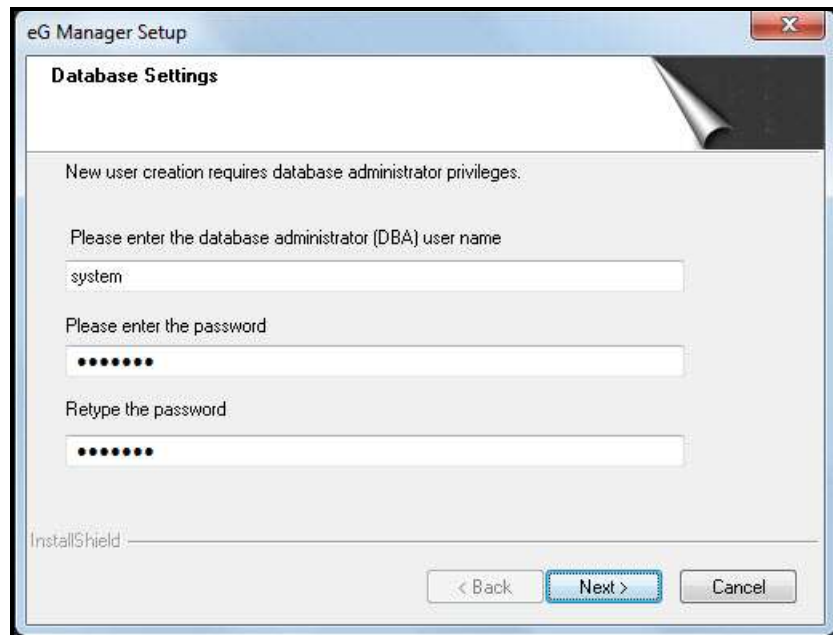 eG Manager Setup
Database Settings
New user creation requires database administrator privileges.
Please enter the database administrator (DBA) user name
system
Please enter the password
•••••••
Retype the password
•••••••
InstallShield
< Back Next > Cancel